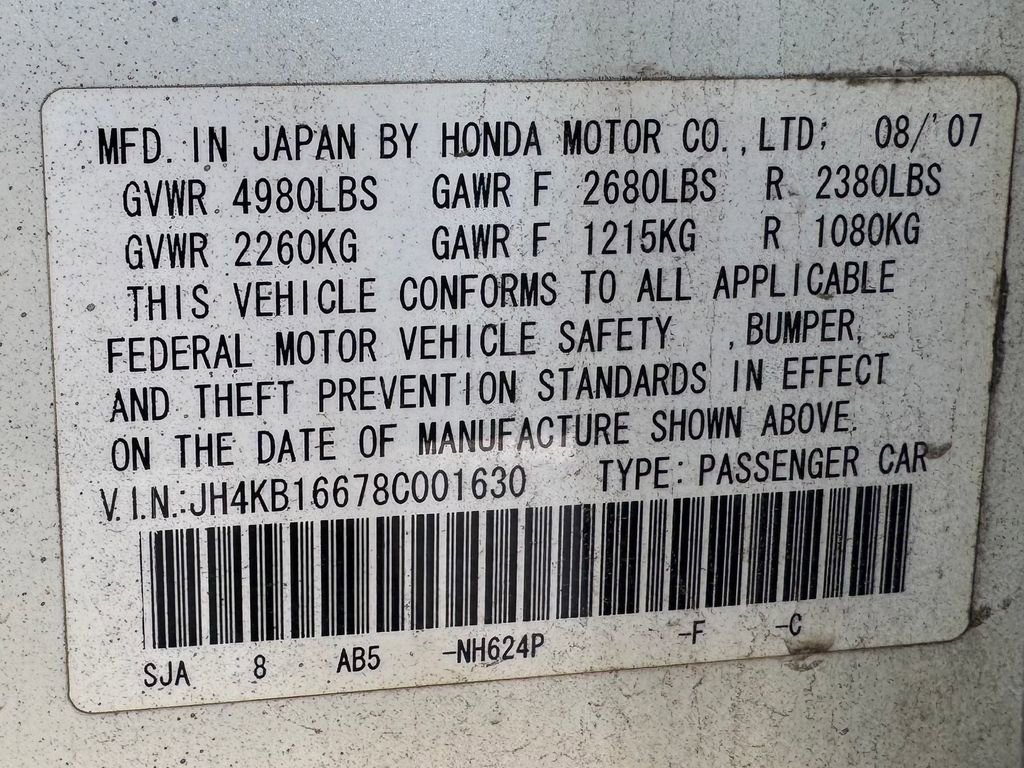 MFD. IN JAPAN BY HONDA MOTOR CO.,LTD; 08/'07
GVWR 4980LBS GAWR F 2680LBS R 2380LBS
GVWR 2260KG GAWR F 1215KG R 1080KG
THIS VEHICLE CONFORMS TO ALL APPLICABLE
FEDERAL MOTOR VEHICLE SAFETY ,BUMPER,
AND THEFT PREVENTION STANDARDS IN EFFECT
ON THE DATE OF MANUFACTURE SHOWN ABOVE.
V.I.N.:JH4KB16678C001630 TYPE: PASSENGER CAR
SJA 8 AB5 -NH624P -F -C